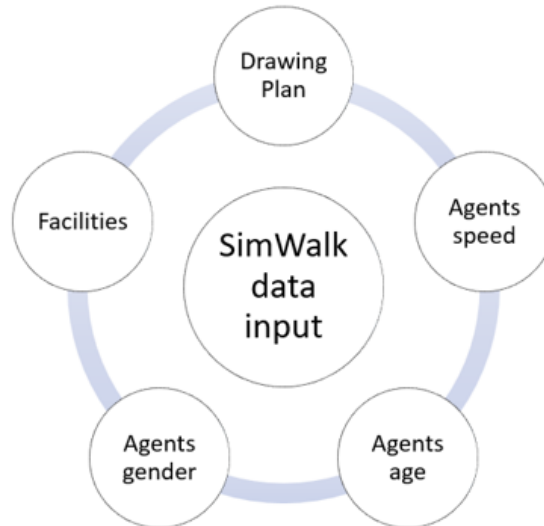 Drawing
Plan
Facilities
Agents
speed
SimWalk
data
input
Agents
gender
Agents
age